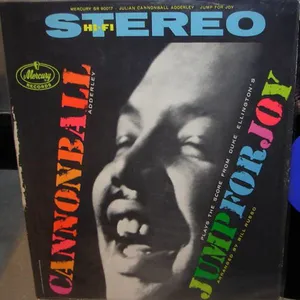 MERCURY SR 80017 · JULIAN CANNONBALL ADDERLEY · JUMP FOR JOY
STEREO
HI-FI
Mercury
RECORDS
CANNONBALL
ADDERLEY
JUMP FOR JOY
PLAYS THE SCORE FROM DUKE ELLINGTON'S
ARRANGED BY BILL RUSSO